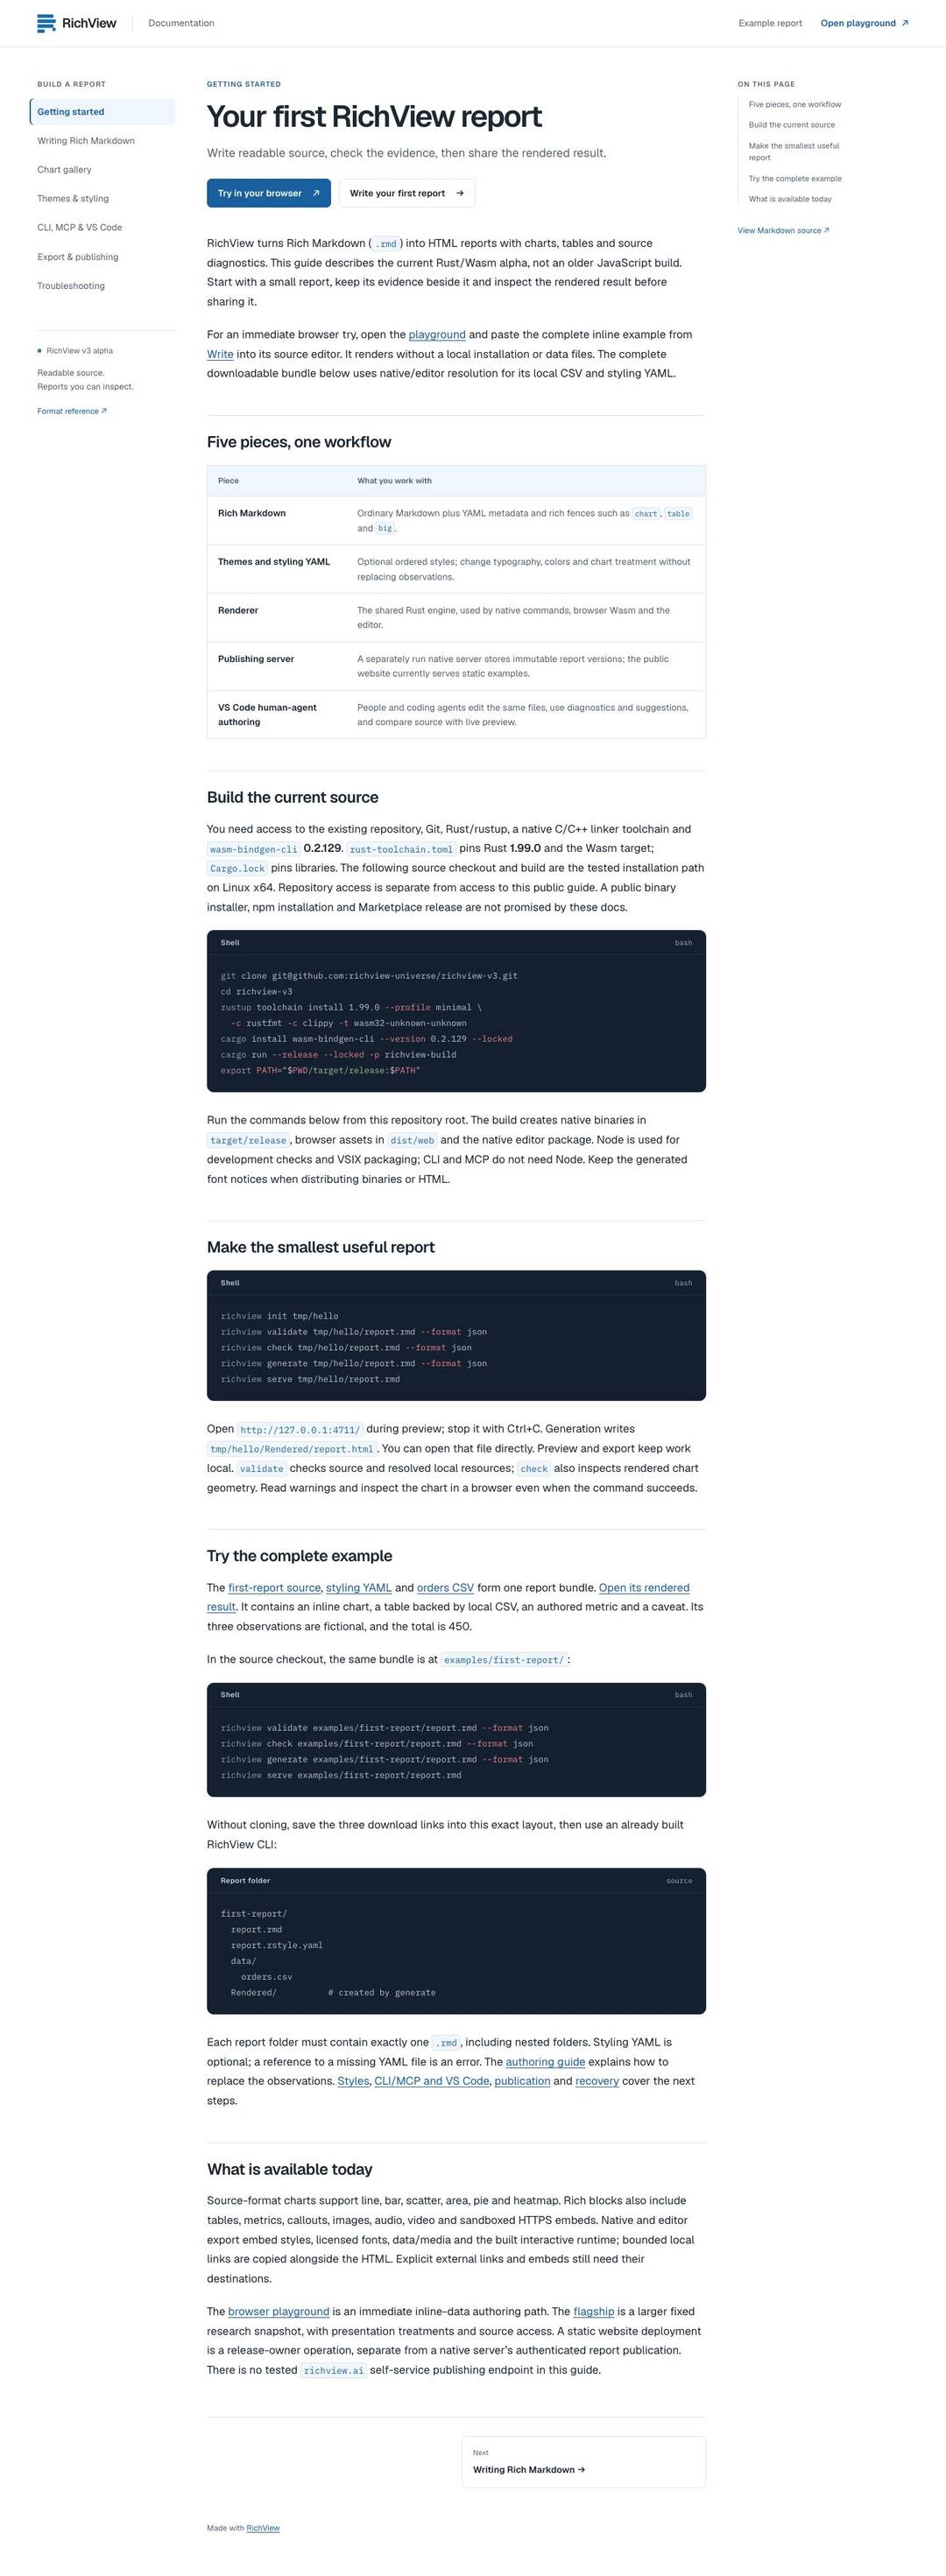 RichView
Documentation
Example report
Open playground ↗
BUILD A REPORT
Getting started
Writing Rich Markdown
Chart gallery
Themes & styling
CLI, MCP & VS Code
Export & publishing
Troubleshooting
RichView v3 alpha
Readable source.
Reports you can inspect.
Format reference ↗
GETTING STARTED
Your first RichView report
Write readable source, check the evidence, then share the rendered result.
Try in your browser ↗
Write your first report →
RichView turns Rich Markdown ( .rmd ) into HTML reports with charts, tables and source
diagnostics. This guide describes the current Rust/Wasm alpha, not an older JavaScript build.
Start with a small report, keep its evidence beside it and inspect the rendered result before
sharing it.
For an immediate browser try, open the playground and paste the complete inline example from
Write into its source editor. It renders without a local installation or data files. The complete
downloadable bundle below uses native/editor resolution for its local CSV and styling YAML.
Five pieces, one workflow
Piece What you work with
Rich Markdown Ordinary Markdown plus YAML metadata and rich fences such as chart , table
and big .
Themes and styling YAML Optional ordered styles; change typography, colors and chart treatment without
replacing observations.
Renderer The shared Rust engine, used by native commands, browser Wasm and the
editor.
Publishing server A separately run native server stores immutable report versions; the public
website currently serves static examples.
VS Code human-agent People and coding agents edit the same files, use diagnostics and suggestions,
authoring and compare source with live preview.
Build the current source
You need access to the existing repository, Git, Rust/rustup, a native C/C++ linker toolchain and
wasm-bindgen-cli 0.2.129. rust-toolchain.toml pins Rust 1.99.0 and the Wasm target;
Cargo.lock pins libraries. The following source checkout and build are the tested installation path
on Linux x64. Repository access is separate from access to this public guide. A public binary
installer, npm installation and Marketplace release are not promised by these docs.
Shell bash
git clone git@github.com:richview-universe/richview-v3.git
cd richview-v3
rustup toolchain install 1.99.0 --profile minimal \
-c rustfmt -c clippy -t wasm32-unknown-unknown
cargo install wasm-bindgen-cli --version 0.2.129 --locked
cargo run --release --locked -p richview-build
export PATH="$PWD/target/release:$PATH"
Run the commands below from this repository root. The build creates native binaries in
target/release , browser assets in dist/web and the native editor package. Node is used for
development checks and VSIX packaging; CLI and MCP do not need Node. Keep the generated
font notices when distributing binaries or HTML.
Make the smallest useful report
Shell bash
richview init tmp/hello
richview validate tmp/hello/report.rmd --format json
richview check tmp/hello/report.rmd --format json
richview generate tmp/hello/report.rmd --format json
richview serve tmp/hello/report.rmd
Open http://127.0.0.1:4711/ during preview; stop it with Ctrl+C. Generation writes
tmp/hello/Rendered/report.html . You can open that file directly. Preview and export keep work
local. validate checks source and resolved local resources; check also inspects rendered chart
geometry. Read warnings and inspect the chart in a browser even when the command succeeds.
Try the complete example
The first-report source, styling YAML and orders CSV form one report bundle. Open its rendered
result. It contains an inline chart, a table backed by local CSV, an authored metric and a caveat. Its
three observations are fictional, and the total is 450.
In the source checkout, the same bundle is at examples/first-report/ :
Shell bash
richview validate examples/first-report/report.rmd --format json
richview check examples/first-report/report.rmd --format json
richview generate examples/first-report/report.rmd --format json
richview serve examples/first-report/report.rmd
Without cloning, save the three download links into this exact layout, then use an already built
RichView CLI:
Report folder source
first-report/
report.rmd
report.rstyle.yaml
data/
orders.csv
Rendered/ # created by generate
Each report folder must contain exactly one .rmd , including nested folders. Styling YAML is
optional; a reference to a missing YAML file is an error. The authoring guide explains how to
replace the observations. Styles, CLI/MCP and VS Code, publication and recovery cover the next
steps.
What is available today
Source-format charts support line, bar, scatter, area, pie and heatmap. Rich blocks also include
tables, metrics, callouts, images, audio, video and sandboxed HTTPS embeds. Native and editor
export embed styles, licensed fonts, data/media and the built interactive runtime; bounded local
links are copied alongside the HTML. Explicit external links and embeds still need their
destinations.
The browser playground is an immediate inline-data authoring path. The flagship is a larger fixed
research snapshot, with presentation treatments and source access. A static website deployment
is a release-owner operation, separate from a native server's authenticated report publication.
There is no tested richview.ai self-service publishing endpoint in this guide.
Next
Writing Rich Markdown →
Made with RichView
ON THIS PAGE
Five pieces, one workflow
Build the current source
Make the smallest useful
report
Try the complete example
What is available today
View Markdown source ↗